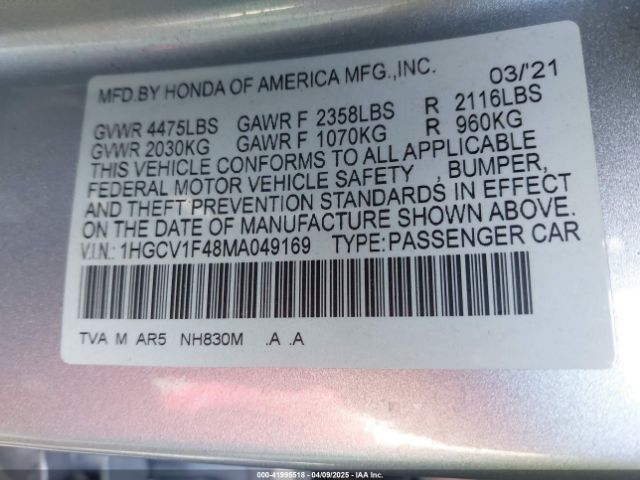 MFD.BY HONDA OF AMERICA MFG.,INC. 03/'21
GVWR 4475LBS GAWR F 2358LBS R 2116LBS
GVWR 2030KG GAWR F 1070KG R 960KG
THIS VEHICLE CONFORMS TO ALL APPLICABLE
FEDERAL MOTOR VEHICLE SAFETY , BUMPER,
AND THEFT PREVENTION STANDARDS IN EFFECT
ON THE DATE OF MANUFACTURE SHOWN ABOVE.
V.I.N.: 1HGCV1F48MA049169 TYPE:PASSENGER CAR
TVA M AR5 NH830M .A .A
000-41995518 - 04/09/2025 - IAAI.COM